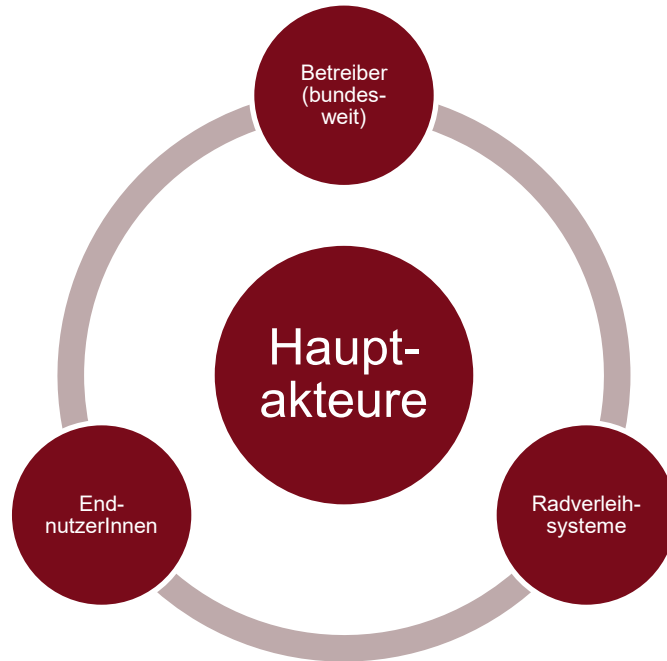 Betreiber
(bundes-
weit)
Haupt-
akteure
End-
nutzerInnen
Radverleih-
systeme